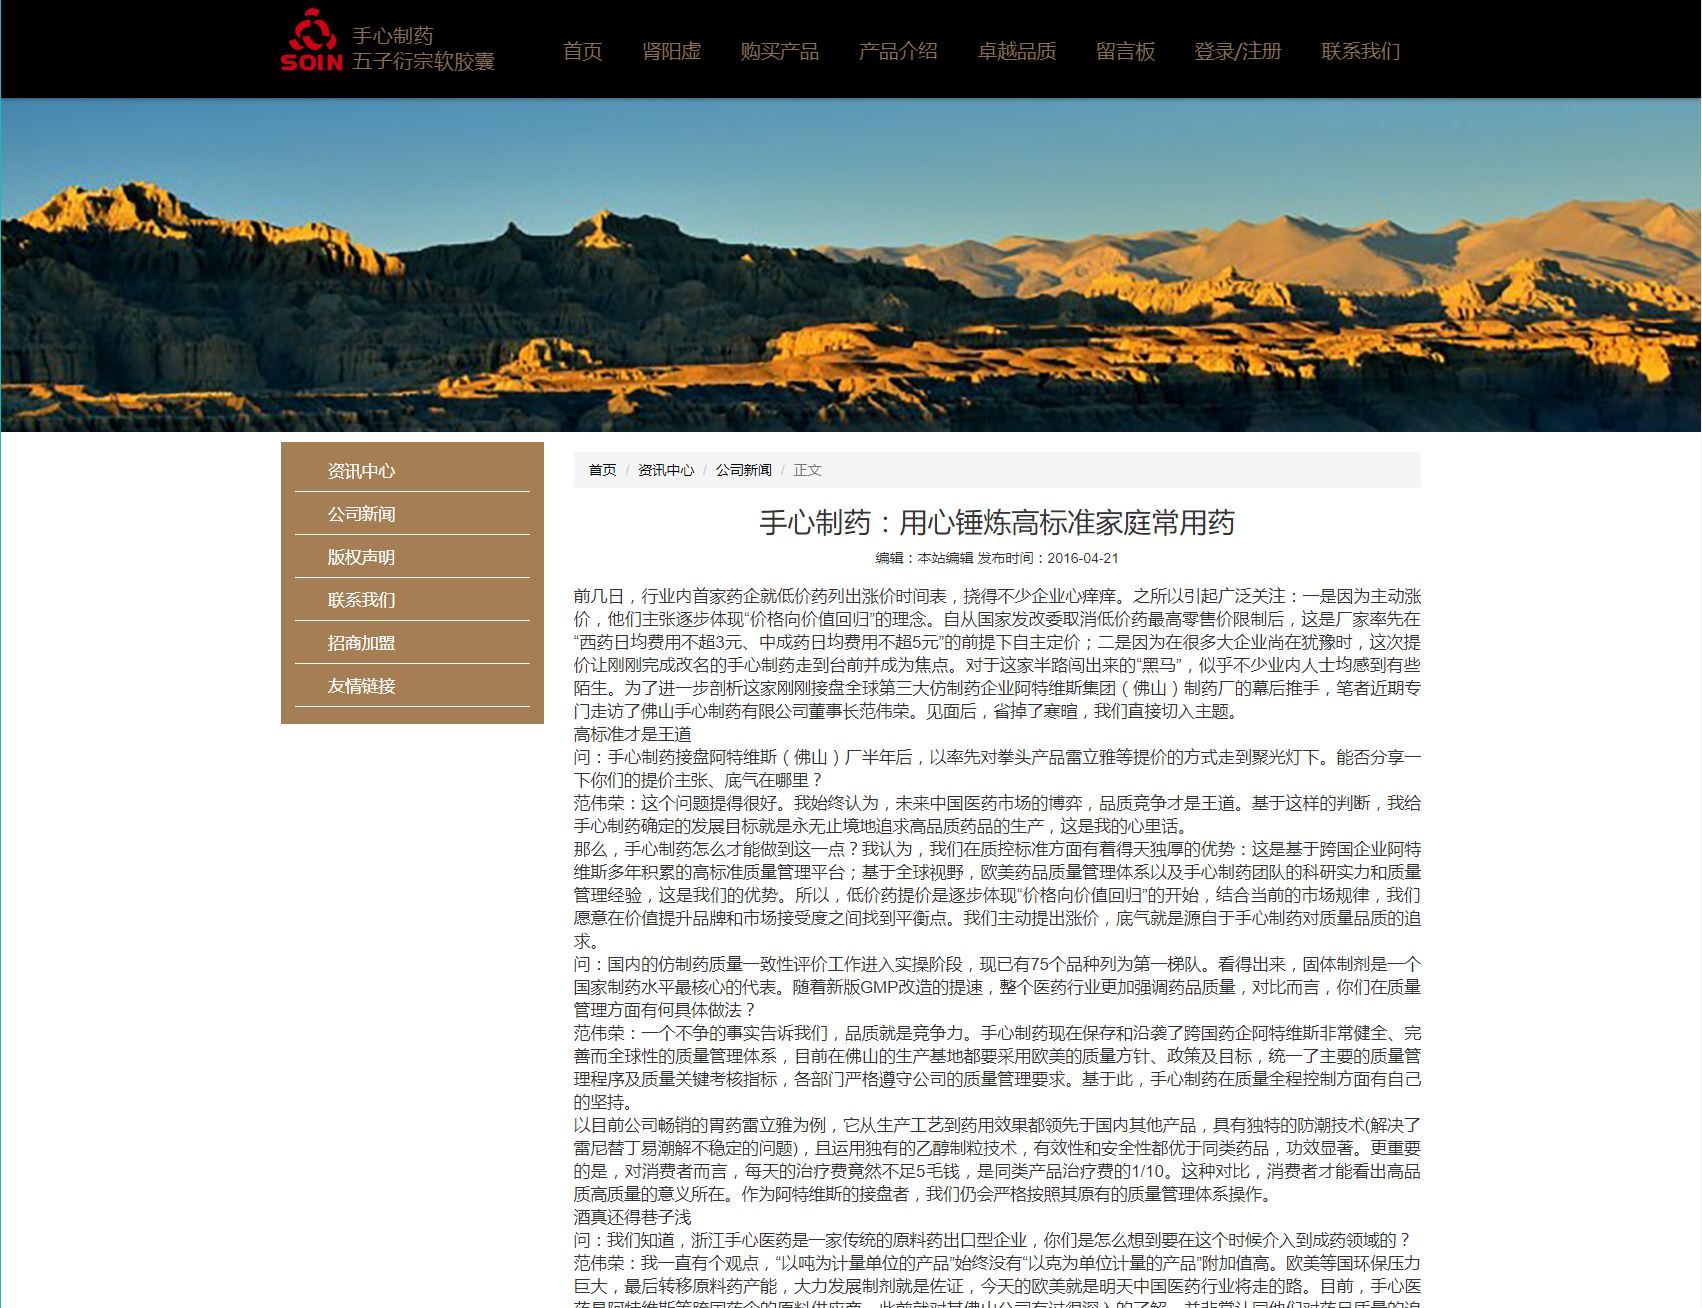 SOIN
手心制药
五子衍宗软胶囊
首页 肾阳虚 购买产品 产品介绍 卓越品质 留言板 登录/注册 联系我们
资讯中心
公司新闻
版权声明
联系我们
招商加盟
友情链接
首页 / 资讯中心 / 公司新闻 / 正文
手心制药：用心锤炼高标准家庭常用药
编辑：本站编辑 发布时间：2016-04-21
前几日，行业内首家药企就低价药列出涨价时间表，挠得不少企业心痒痒。之所以引起广泛关注：一是因为主动涨
价，他们主张逐步体现“价格向价值回归”的理念。自从国家发改委取消低价药最高零售价限制后，这是厂家率先在
“西药日均费用不超3元、中成药日均费用不超5元”的前提下自主定价；二是因为在很多大企业尚在犹豫时，这次提
价让刚刚完成改名的手心制药走到台前并成为焦点。对于这家半路闯出来的“黑马”，似乎不少业内人士均感到有些
陌生。为了进一步剖析这家刚刚接盘全球第三大仿制药企业阿特维斯集团（佛山）制药厂的幕后推手，笔者近期专
门走访了佛山手心制药有限公司董事长范伟荣。见面后，省掉了寒暄，我们直接切入主题。
高标准才是王道
问：手心制药接盘阿特维斯（佛山）厂半年后，以率先对拳头产品雷立雅等提价的方式走到聚光灯下。能否分享一
下你们的提价主张、底气在哪里？
范伟荣：这个问题提得很好。我始终认为，未来中国医药市场的博弈，品质竞争才是王道。基于这样的判断，我给
手心制药确定的发展目标就是永无止境地追求高品质药品的生产，这是我的心里话。
那么，手心制药怎么才能做到这一点？我认为，我们在质控标准方面有着得天独厚的优势：这是基于跨国企业阿特
维斯多年积累的高标准质量管理平台；基于全球视野，欧美药品质量管理体系以及手心制药团队的科研实力和质量
管理经验，这是我们的优势。所以，低价药提价是逐步体现“价格向价值回归”的开始，结合当前的市场规律，我们
愿意在价值提升品牌和市场接受度之间找到平衡点。我们主动提出涨价，底气就是源自于手心制药对质量品质的追
求。
问：国内的仿制药质量一致性评价工作进入实操阶段，现已有75个品种列为第一梯队。看得出来，固体制剂是一个
国家制药水平最核心的代表。随着新版GMP改造的提速，整个医药行业更加强调药品质量，对比而言，你们在质量
管理方面有何具体做法？
范伟荣：一个不争的事实告诉我们，品质就是竞争力。手心制药现在保存和沿袭了跨国药企阿特维斯非常健全、完
善而全球性的质量管理体系，目前在佛山的生产基地都要采用欧美的质量方针、政策及目标，统一了主要的质量管
理程序及质量关键考核指标，各部门严格遵守公司的质量管理要求。基于此，手心制药在质量全程控制方面有自己
的坚持。
以目前公司畅销的胃药雷立雅为例，它从生产工艺到药用效果都领先于国内其他产品，具有独特的防潮技术(解决了
雷尼替丁易潮解不稳定的问题)，且运用独有的乙醇制粒技术，有效性和安全性都优于同类药品，功效显著。更重要
的是，对消费者而言，每天的治疗费竟然不足5毛钱，是同类产品治疗费的1/10。这种对比，消费者才能看出高品
质高质量的意义所在。作为阿特维斯的接盘者，我们仍会严格按照其原有的质量管理体系操作。
酒真还得巷子浅
问：我们知道，浙江手心医药是一家传统的原料药出口型企业，你们是怎么想到要在这个时候介入到成药领域的？
范伟荣：我一直有个观点，“以吨为计量单位的产品”始终没有“以克为单位计量的产品”附加值高。欧美等国环保压力
巨大，最后转移原料药产能，大力发展制剂就是佐证，今天的欧美就是明天中国医药行业将走的路。目前，手心医
药是阿特维斯等跨国药企的原料供应商，此前就对其佛山公司有过很深入的了解，并非常认同他们对药品质量的追